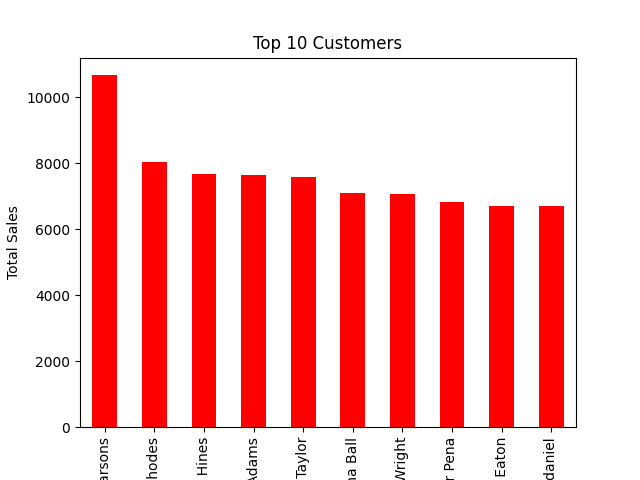 Top 10 Customers
Total Sales
10000
8000
6000
4000
2000
0
arsons
hodes
Hines
Adams
Taylor
na Ball
Wright
r Pena
Eaton
daniel